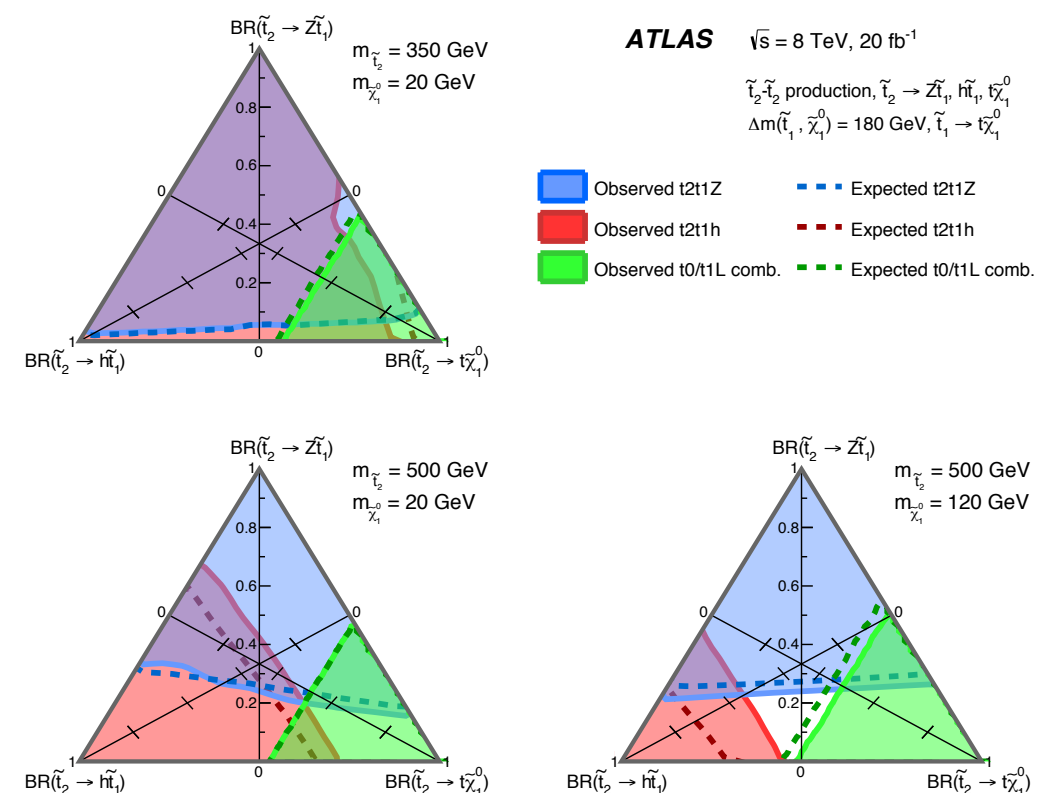 BR(t̃₂ → Zt̃₁)
m_t̃₂ = 350 GeV
m_χ̃₁⁰ = 20 GeV
1
0.8
0.6
0.4
0.2
0
0
1
0
1
BR(t̃₂ → ht̃₁)
BR(t̃₂ → tχ̃₁⁰)
ATLAS √s = 8 TeV, 20 fb⁻¹
t̃₂-t̃₂ production, t̃₂ → Zt̃₁, ht̃₁, tχ̃₁⁰
Δm(t̃₁, χ̃₁⁰) = 180 GeV, t̃₁ → tχ̃₁⁰
Observed t2t1Z
Expected t2t1Z
Observed t2t1h
Expected t2t1h
Observed t0/t1L comb.
Expected t0/t1L comb.
BR(t̃₂ → Zt̃₁)
m_t̃₂ = 500 GeV
m_χ̃₁⁰ = 20 GeV
1
0.8
0.6
0.4
0.2
0
0
1
0
1
BR(t̃₂ → ht̃₁)
BR(t̃₂ → tχ̃₁⁰)
BR(t̃₂ → Zt̃₁)
m_t̃₂ = 500 GeV
m_χ̃₁⁰ = 120 GeV
1
0.8
0.6
0.4
0.2
0
0
1
0
1
BR(t̃₂ → ht̃₁)
BR(t̃₂ → tχ̃₁⁰)